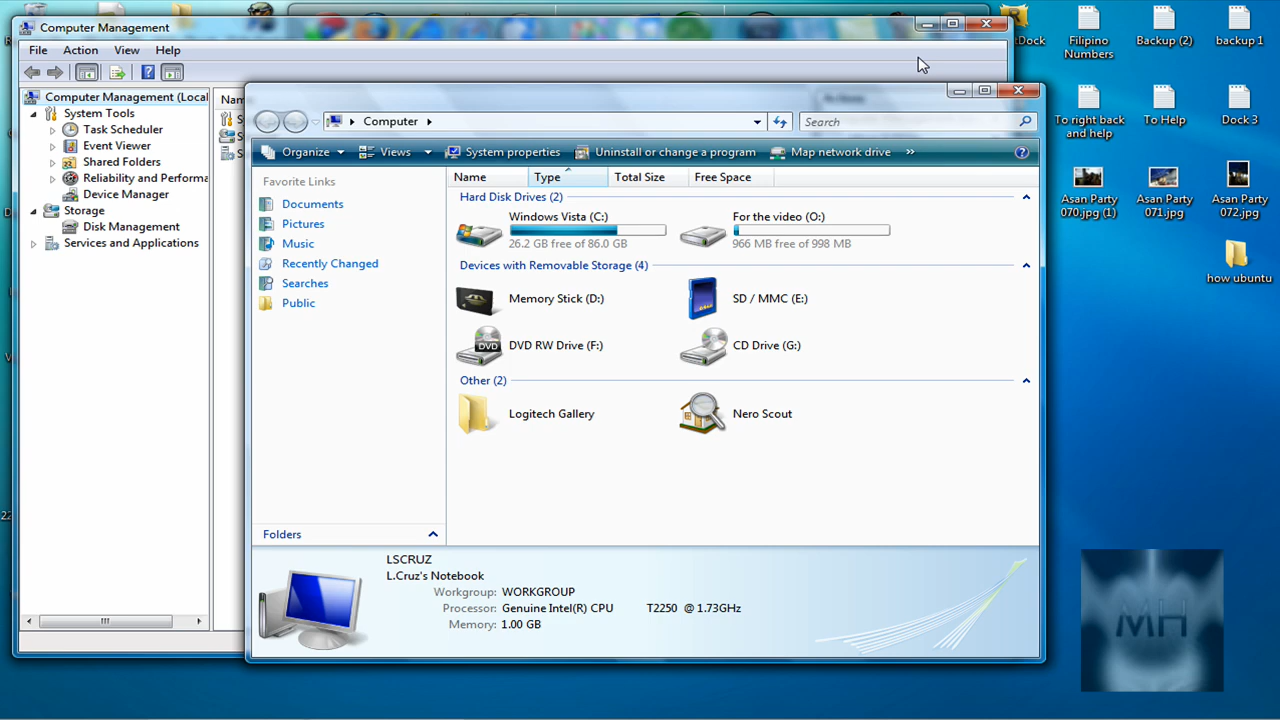 Computer Management
File Action View Help
Computer Management (Local
System Tools
Task Scheduler
Event Viewer
Shared Folders
Reliability and Performa
Device Manager
Storage
Disk Management
Services and Applications
Computer
Search
Organize Views System properties Uninstall or change a program Map network drive »
Favorite Links
Documents
Pictures
Music
Recently Changed
Searches
Public
Folders
Name Type Total Size Free Space
Hard Disk Drives (2)
Windows Vista (C:)
26.2 GB free of 86.0 GB
For the video (O:)
966 MB free of 998 MB
Devices with Removable Storage (4)
Memory Stick (D:)
SD / MMC (E:)
DVD RW Drive (F:)
CD Drive (G:)
Other (2)
Logitech Gallery
Nero Scout
LSCRUZ
L.Cruz's Notebook
Workgroup: WORKGROUP
Processor: Genuine Intel(R) CPU T2250 @ 1.73GHz
Memory: 1.00 GB
Filipino
Numbers
Backup (2)
backup 1
To right back
and help
To Help
Dock 3
Asan Party
070.jpg (1)
Asan Party
071.jpg
Asan Party
072.jpg
how ubuntu
MH